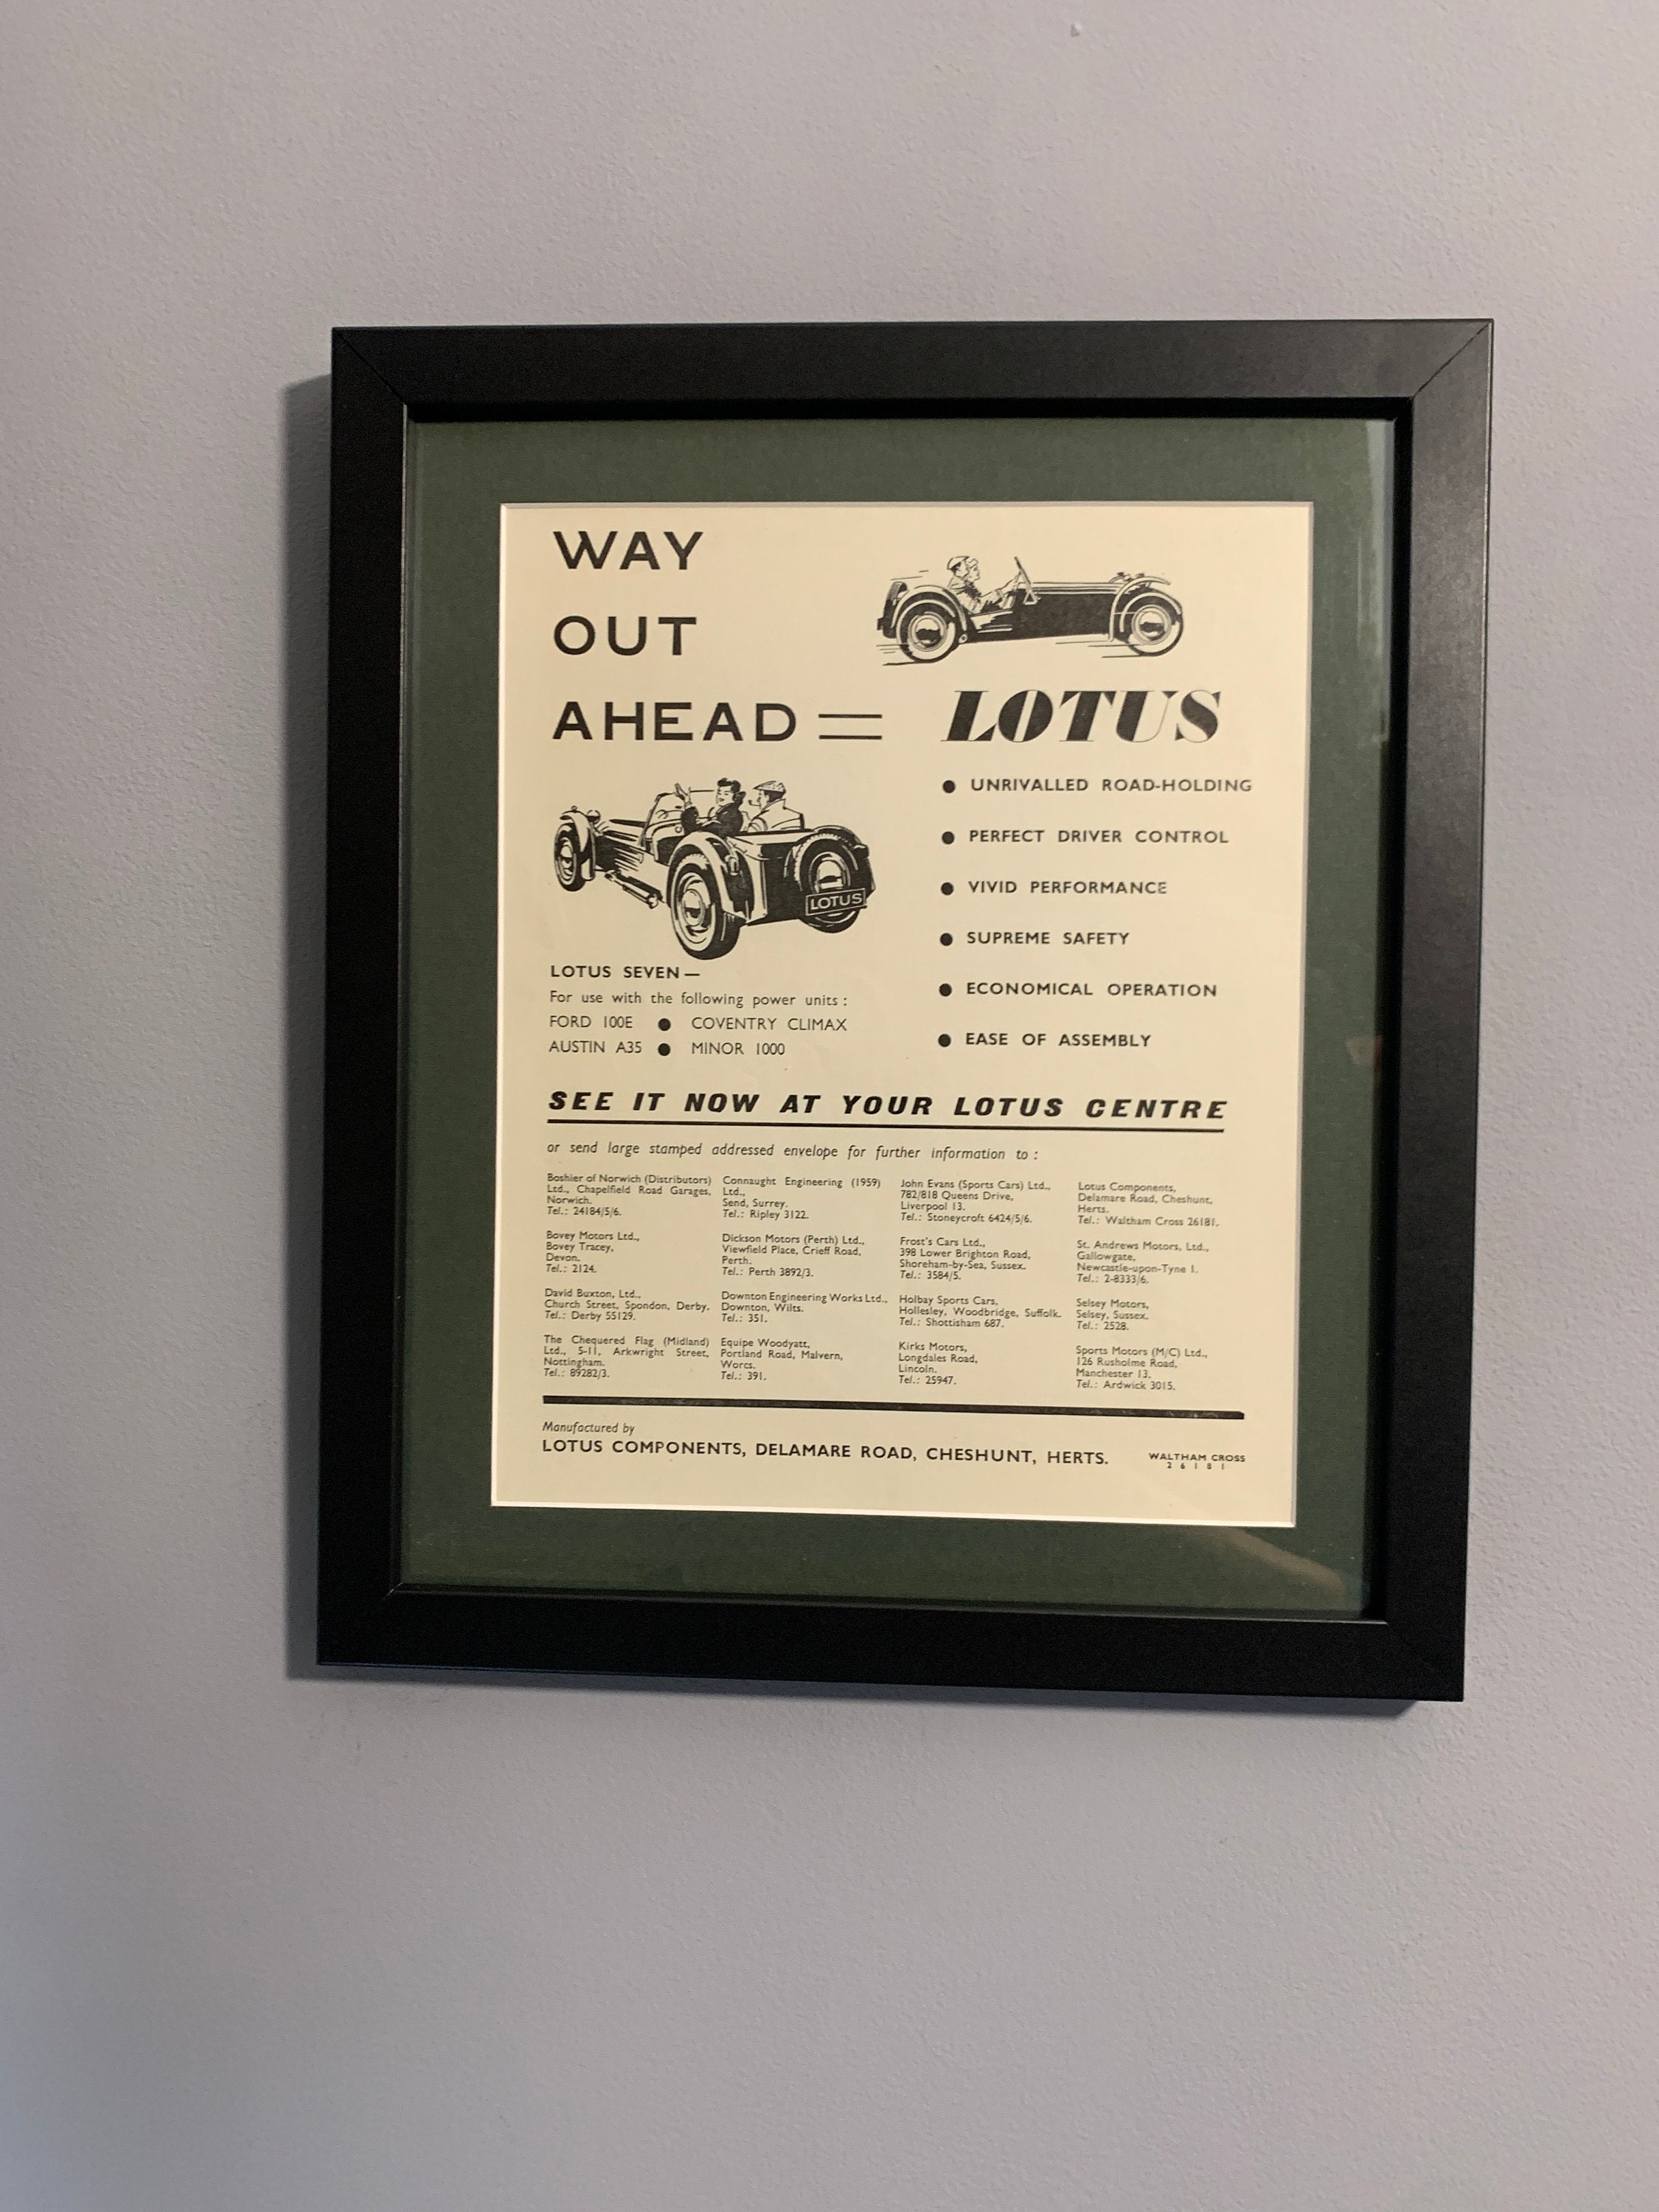 WAY
OUT
AHEAD =
LOTUS
● UNRIVALLED ROAD-HOLDING
● PERFECT DRIVER CONTROL
● VIVID PERFORMANCE
● SUPREME SAFETY
● ECONOMICAL OPERATION
● EASE OF ASSEMBLY
LOTUS
LOTUS SEVEN—
For use with the following power units :
FORD 100E ● COVENTRY CLIMAX
AUSTIN A35 ● MINOR 1000
SEE IT NOW AT YOUR LOTUS CENTRE
or send large stamped addressed envelope for further information to :
Boshier of Norwich (Distributors)
Ltd., Chapelfield Road Garages,
Norwich.
Tel.: 24184/5/6.
Bovey Motors Ltd.,
Bovey Tracey,
Devon.
Tel.: 2124.
David Buxton, Ltd.,
Church Street, Spondon, Derby.
Tel.: Derby 55129.
The Chequered Flag (Midland)
Ltd., 5-11, Arkwright Street,
Nottingham.
Tel.: 89282/3.
Connaught Engineering (1959)
Ltd.,
Send, Surrey.
Tel.: Ripley 3122.
Dickson Motors (Perth) Ltd.,
Viewfield Place, Crieff Road,
Perth.
Tel.: Perth 3892/3.
Downton Engineering Works Ltd.,
Downton, Wilts.
Tel.: 351.
Equipe Woodyatt,
Portland Road, Malvern,
Worcs.
Tel.: 391.
John Evans (Sports Cars) Ltd.,
782/818 Queens Drive,
Liverpool 13.
Tel.: Stoneycroft 6424/5/6.
Frost's Cars Ltd.,
398 Lower Brighton Road,
Shoreham-by-Sea, Sussex.
Tel.: 3584/5.
Holbay Sports Cars,
Hollesley, Woodbridge, Suffolk.
Tel.: Shottisham 687.
Kirks Motors,
Longdales Road,
Lincoln.
Tel.: 25947.
Lotus Components,
Delamare Road, Cheshunt,
Herts.
Tel.: Waltham Cross 26181.
St. Andrews Motors, Ltd.,
Gallowgate,
Newcastle-upon-Tyne 1.
Tel.: 2-8333/6.
Selsey Motors,
Selsey, Sussex.
Tel.: 2528.
Sports Motors (M/C) Ltd.,
126 Rusholme Road,
Manchester 13.
Tel.: Ardwick 3015.
Manufactured by
LOTUS COMPONENTS, DELAMARE ROAD, CHESHUNT, HERTS.
WALTHAM CROSS
26181